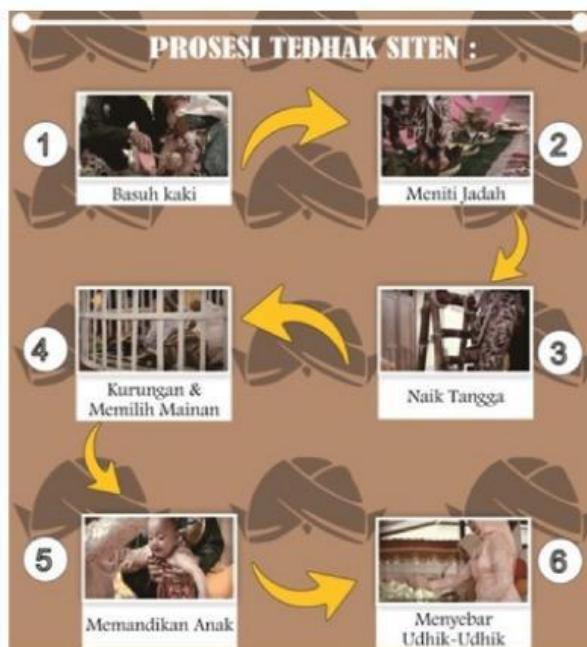 PROSESI TEDHAK SITEN :
1
Basuh kaki
2
Meniti Jadah
3
Naik Tangga
4
Kurungan &
Memilih Mainan
5
Memandikan Anak
6
Menyebar
Udhik-Udhik